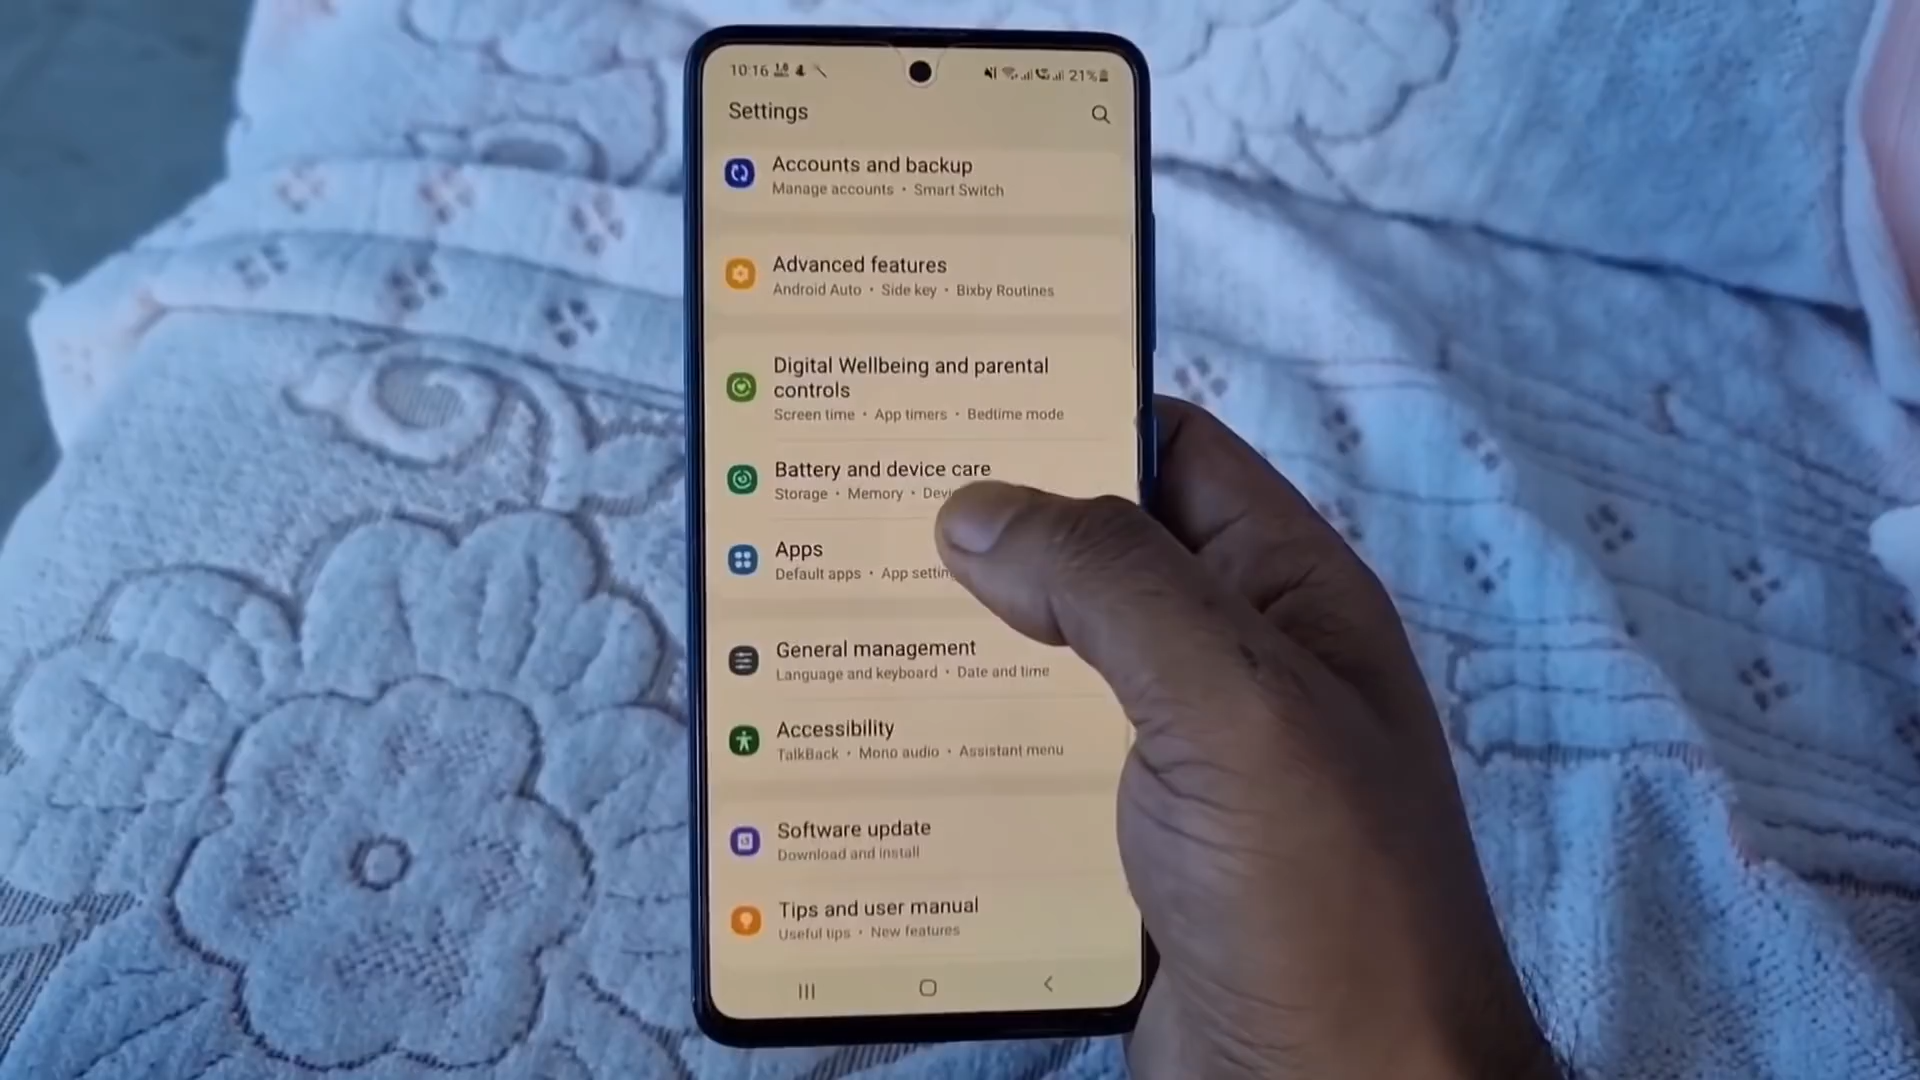 10:16 21%
Settings
Accounts and backup
Manage accounts • Smart Switch
Advanced features
Android Auto • Side key • Bixby Routines
Digital Wellbeing and parental
controls
Screen time • App timers • Bedtime mode
Battery and device care
Storage • Memory •
Apps
Default apps • App
General management
Language and keyboard • Date and time
Accessibility
TalkBack • Mono audio • Assistant menu
Software update
Download and install
Tips and user manual
Useful tips • New features